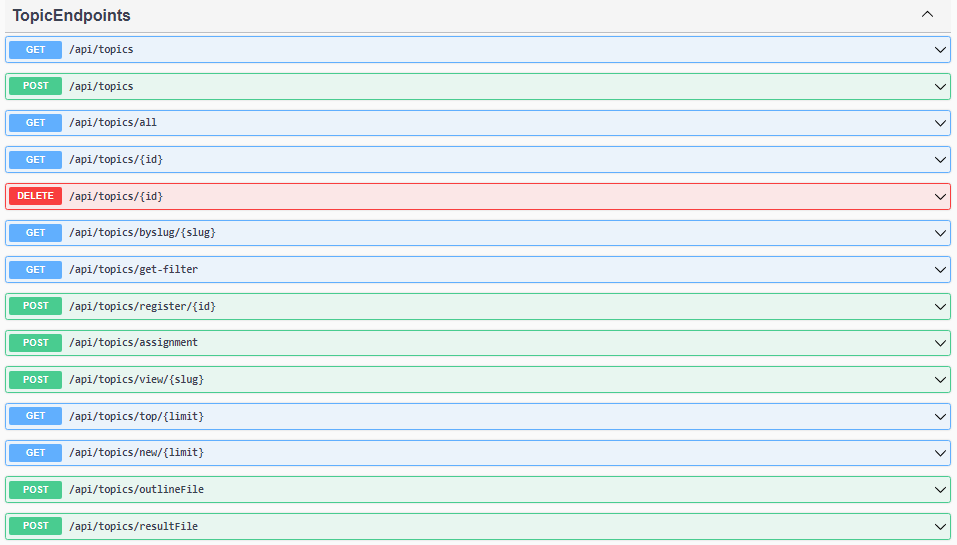 TopicEndpoints
GET /api/topics
POST /api/topics
GET /api/topics/all
GET /api/topics/{id}
DELETE /api/topics/{id}
GET /api/topics/byslug/{slug}
GET /api/topics/get-filter
POST /api/topics/register/{id}
POST /api/topics/assignment
POST /api/topics/view/{slug}
GET /api/topics/top/{limit}
GET /api/topics/new/{limit}
POST /api/topics/outlineFile
POST /api/topics/resultFile